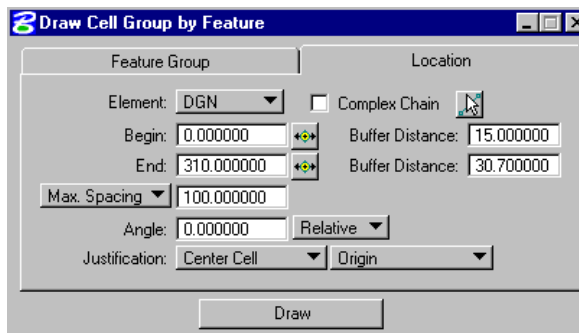 Draw Cell Group by Feature
Feature Group Location
Element: DGN Complex Chain
Begin: 0.000000 Buffer Distance: 15.000000
End: 310.000000 Buffer Distance: 30.700000
Max. Spacing 100.000000
Angle: 0.000000 Relative
Justification: Center Cell Origin
Draw